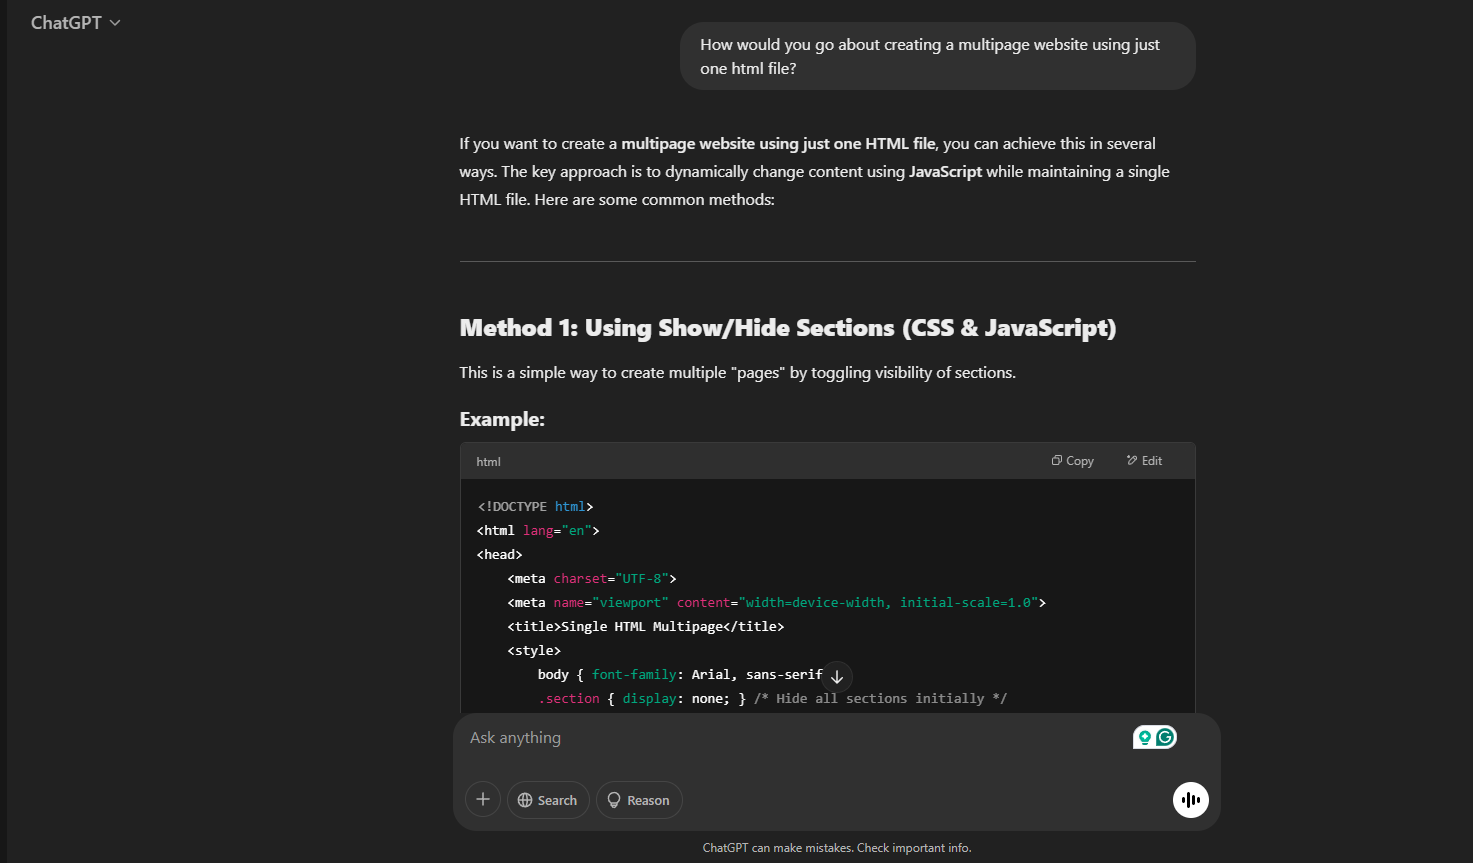 ChatGPT
How would you go about creating a multipage website using just
one html file?
If you want to create a multipage website using just one HTML file, you can achieve this in several
ways. The key approach is to dynamically change content using JavaScript while maintaining a single
HTML file. Here are some common methods:
Method 1: Using Show/Hide Sections (CSS & JavaScript)
This is a simple way to create multiple "pages" by toggling visibility of sections.
Example:
html Copy Edit
<!DOCTYPE html>
<html lang="en">
<head>
    <meta charset="UTF-8">
    <meta name="viewport" content="width=device-width, initial-scale=1.0">
    <title>Single HTML Multipage</title>
    <style>
        body { font-family: Arial, sans-serif
        .section { display: none; } /* Hide all sections initially */
Ask anything
Search Reason
ChatGPT can make mistakes. Check important info.